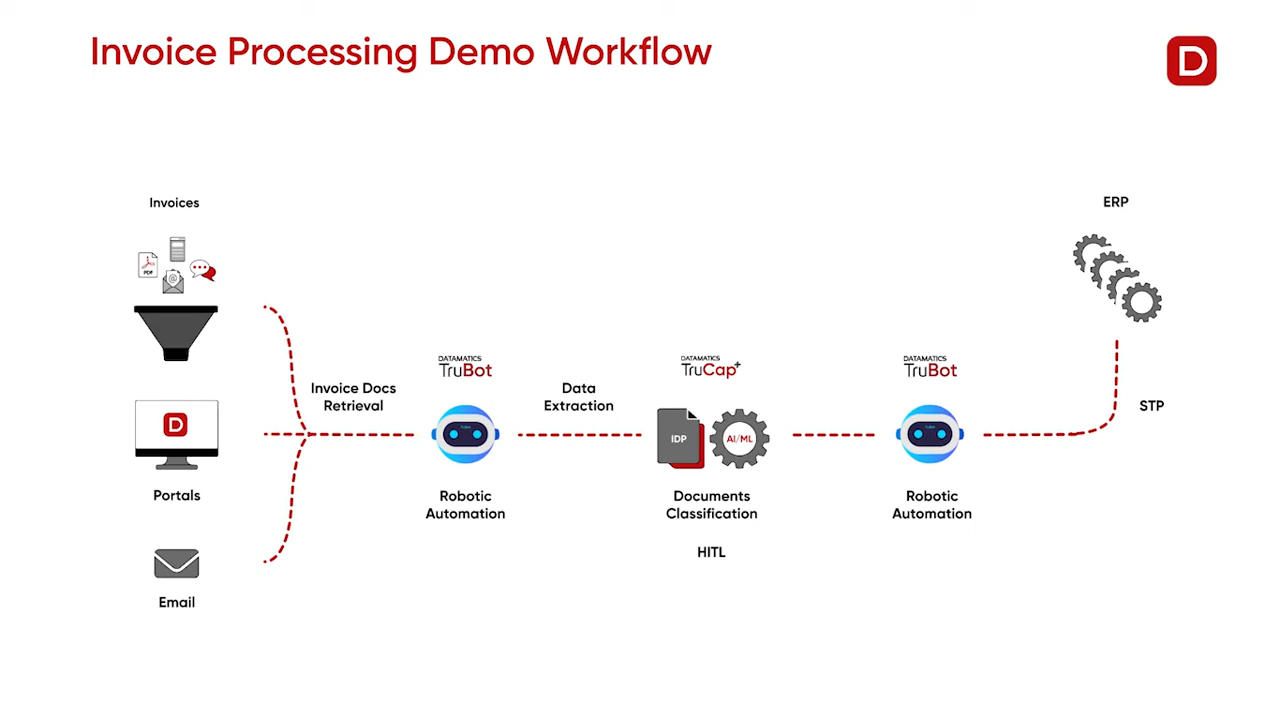 Invoice Processing Demo Workflow
D
Invoices
PDF
@
D
Portals
Email
Invoice Docs
Retrieval
DATAMATICS
TruBot
Robotic
Automation
Data
Extraction
DATAMATICS
TruCap+
IDP
AI/ML
Documents
Classification
HITL
DATAMATICS
TruBot
Robotic
Automation
ERP
STP